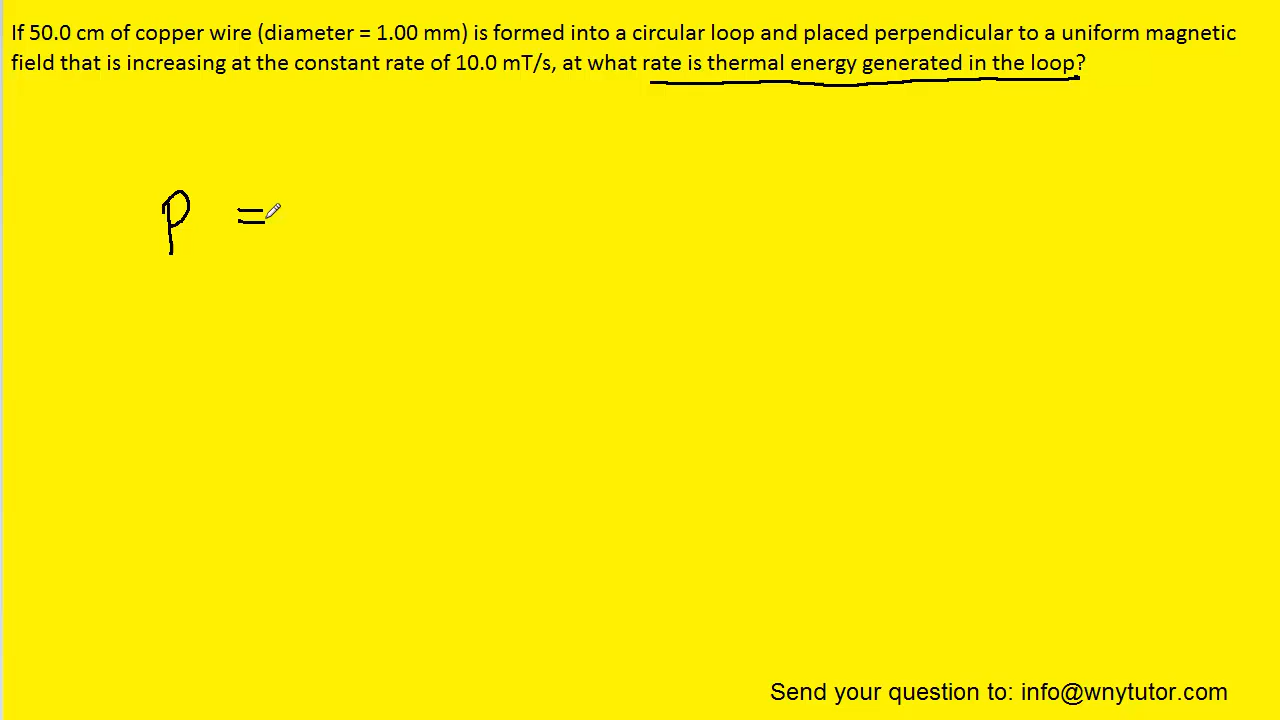 If 50.0 cm of copper wire (diameter = 1.00 mm) is formed into a circular loop and placed perpendicular to a uniform magnetic
field that is increasing at the constant rate of 10.0 mT/s, at what rate is thermal energy generated in the loop?
P =
Send your question to: info@wnytutor.com